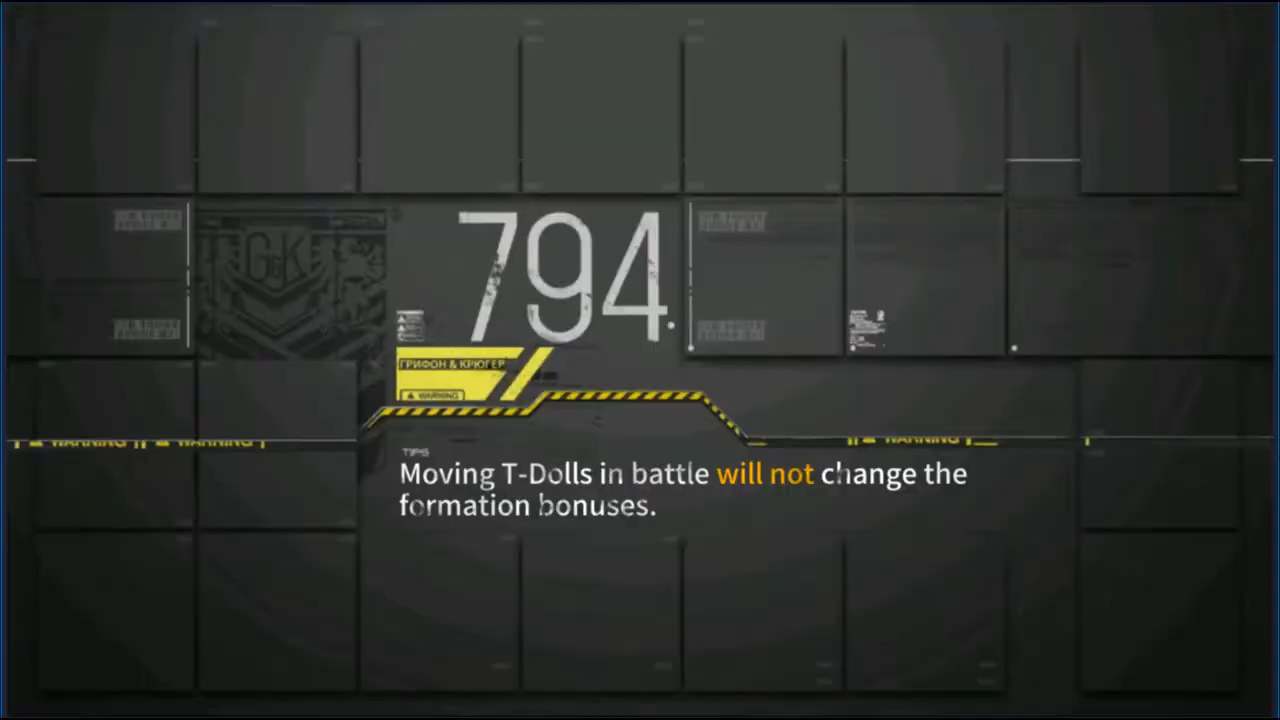 G&K
794.
ГРИФОН & КРЮГЕР
WARNING
WARNING WARNING
WARNING
TIPS
Moving T-Dolls in battle will not change the
formation bonuses.